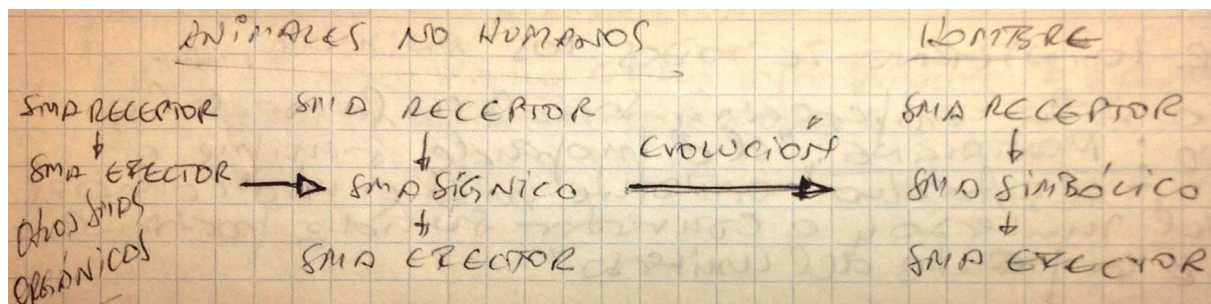 ANIMALES NO HUMANOS HOMBRE
SMA RECEPTOR SMA RECEPTOR SMA RECEPTOR
EVOLUCIÓN
SMA EFECTOR SMA SÍGNICO SMA SIMBÓLICO
OTROS SMAS
ORGÁNICOS SMA EFECTOR SMA EFECTOR